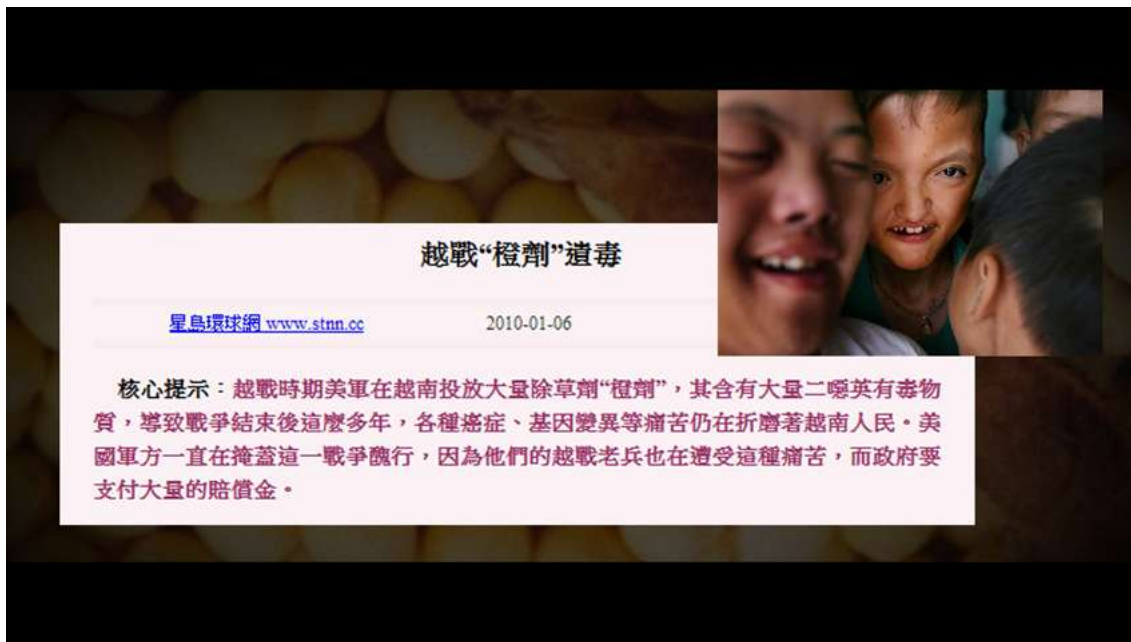 越戰“橙劑”遺毒
星島環球網 www.stnn.cc 2010-01-06
核心提示：越戰時期美軍在越南投放大量除草劑“橙劑”，其含有大量二噁英有毒物
質，導致戰爭結束後這麼多年，各種癌症、基因變異等痛苦仍在折磨著越南人民。美
國軍方一直在掩蓋這一戰爭醜行，因為他們的越戰老兵也在遭受這種痛苦，而政府要
支付大量的賠償金。